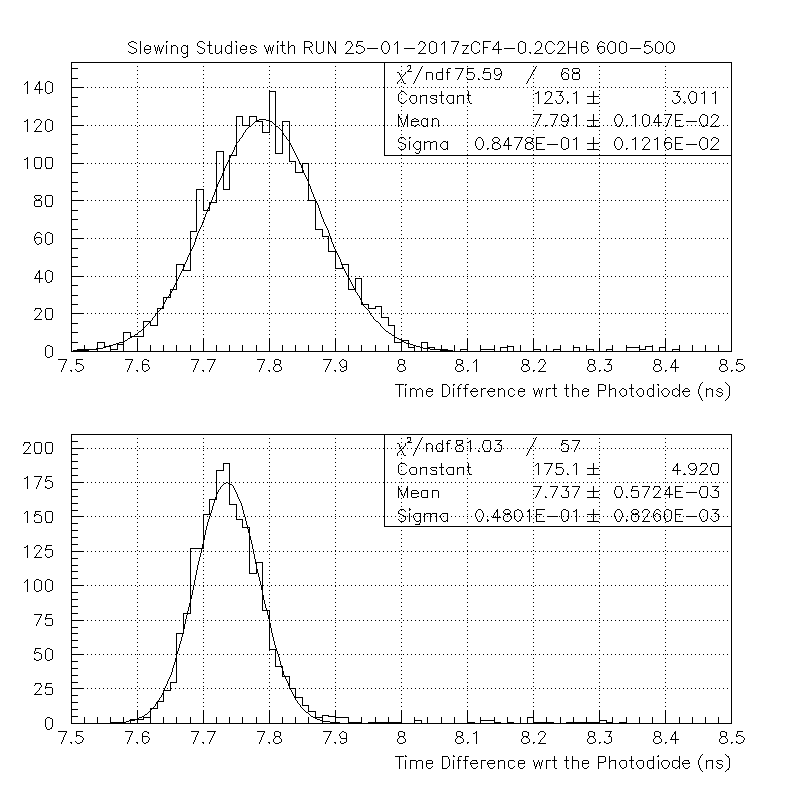 Slewing Studies with RUN 25-01-2017zCF4-0.2C2H6 600-500
χ²/ndf 75.59 / 68
Constant 123.1 ± 3.011
Mean 7.791 ± 0.1047E-02
Sigma 0.8478E-01 ± 0.1216E-02
140
120
100
80
60
40
20
0
7.5 7.6 7.7 7.8 7.9 8 8.1 8.2 8.3 8.4 8.5
Time Difference wrt the Photodiode (ns)
χ²/ndf 81.03 / 57
Constant 175.1 ± 4.920
Mean 7.737 ± 0.5724E-03
Sigma 0.4801E-01 ± 0.8260E-03
200
175
150
125
100
75
50
25
0
7.5 7.6 7.7 7.8 7.9 8 8.1 8.2 8.3 8.4 8.5
Time Difference wrt the Photodiode (ns)